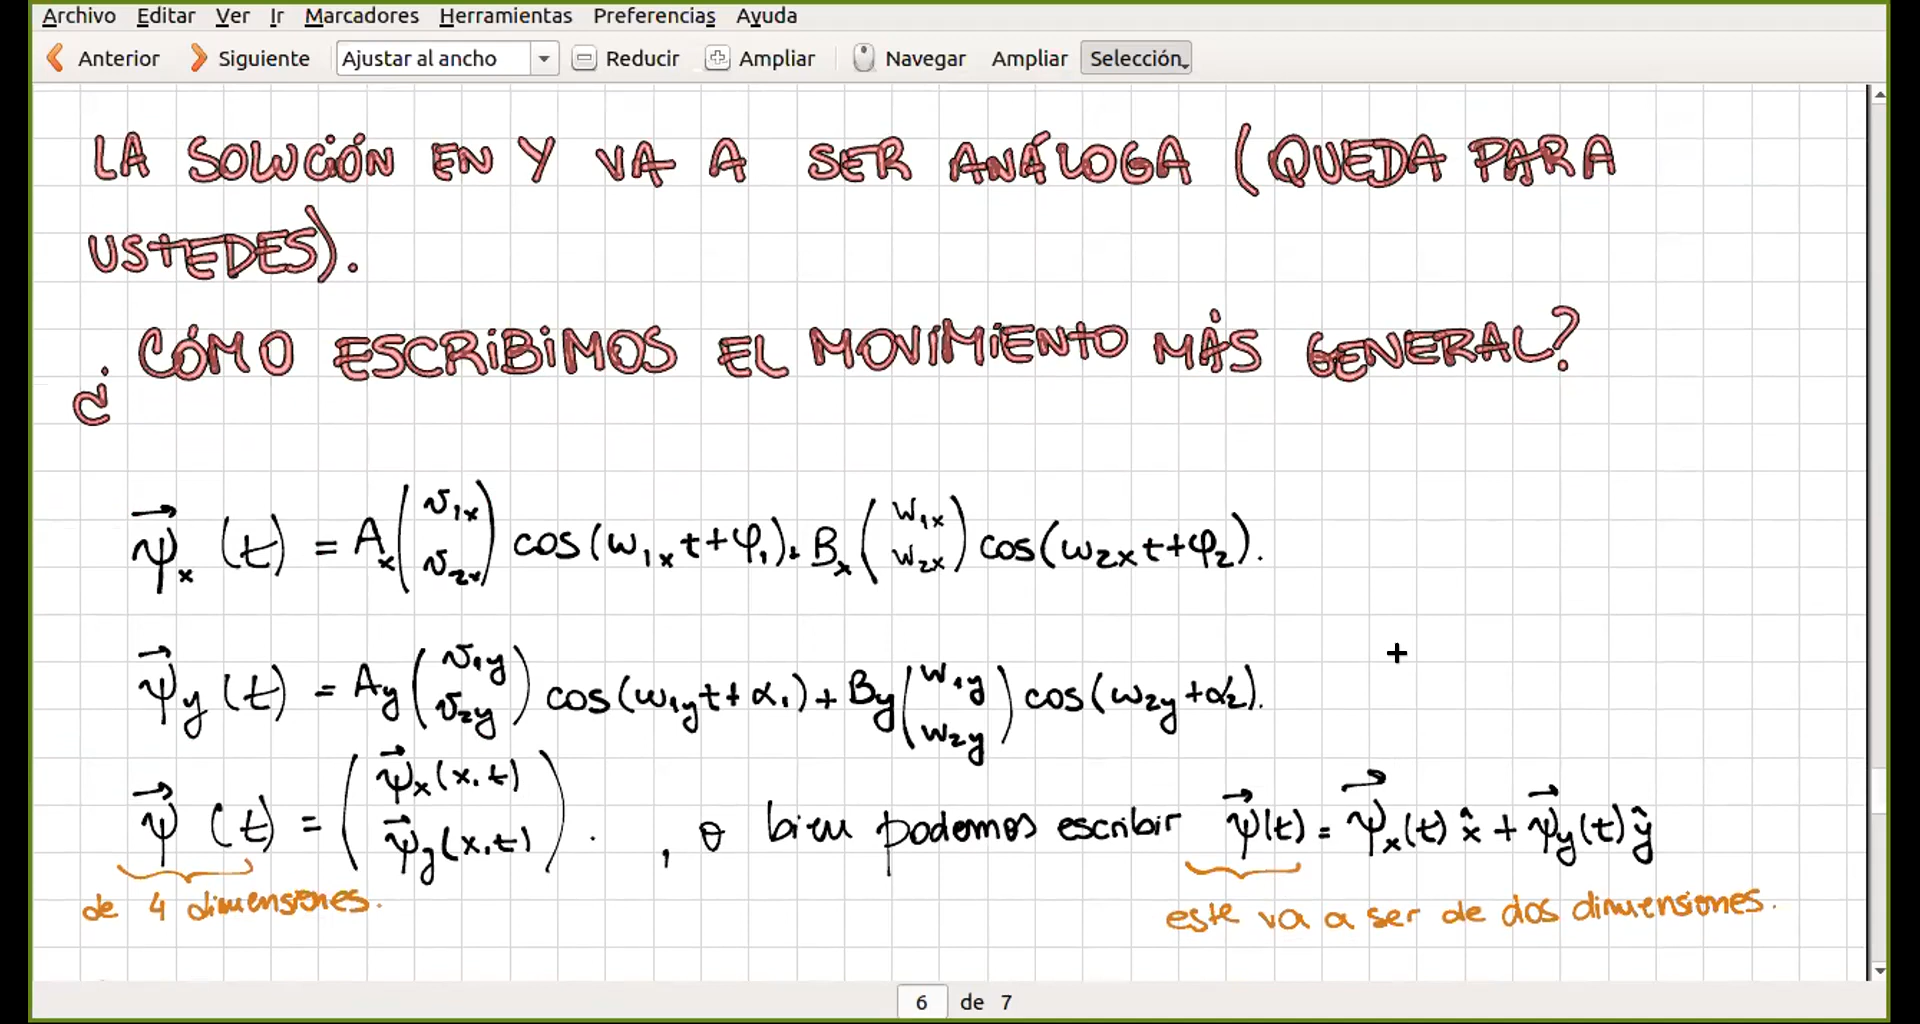 Archivo Editar Ver Ir Marcadores Herramientas Preferencias Ayuda
Anterior Siguiente Ajustar al ancho Reducir Ampliar Navegar Ampliar Selección
LA SOLUCIÓN EN Y VA A SER ANÁLOGA (QUEDA PARA
USTEDES).
¿CÓMO ESCRIBIMOS EL MOVIMIENTO MÁS GENERAL?
ψ⃗ₓ(t) = Aₓ (v₁ₓ v₂ₓ) cos(ω₁ₓt+φ₁) + Bₓ (w₁ₓ w₂ₓ) cos(ω₂ₓt+φ₂).
ψ⃗y(t) = Ay (v₁y v₂y) cos(ω₁yt+α₁) + By (w₁y w₂y) cos(ω₂y+α₂).
ψ⃗(t) = (ψ⃗ₓ(x,t) ψ⃗y(x,t)). , o bien podemos escribir ψ⃗(t) = ψ⃗ₓ(t) x̂ + ψ⃗y(t) ŷ
de 4 dimensiones. este va a ser de dos dimensiones.
6 de 7